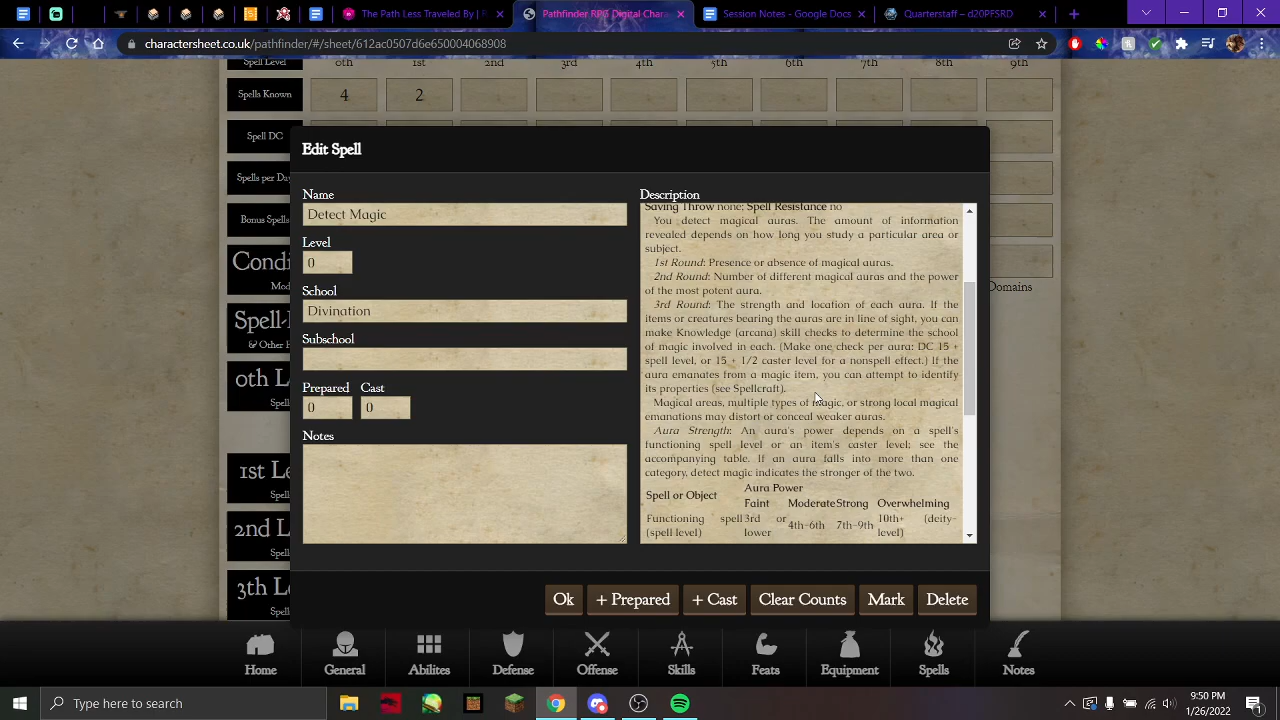 The Path Less Traveled By | F
Pathfinder RPG Digital Chara
Session Notes - Google Docs
Quarterstaff – d20PFSRD
charactersheet.co.uk/pathfinder/#/sheet/612ac0507d6e650004068908
Spell Level 0th 1st 2nd 3rd 4th 5th 6th 7th 8th 9th
Spells Known 4 2
Spell DC
Spells per Day
Bonus Spells
Domains
Edit Spell
Name
Detect Magic
Level
0
School
Divination
Subschool
Prepared Cast
0 0
Notes
Description
Saving Throw none; Spell Resistance no
You detect magical auras. The amount of information
revealed depends on how long you study a particular area or
subject.
1st Round: Presence or absence of magical auras.
2nd Round: Number of different magical auras and the power
of the most potent aura.
3rd Round: The strength and location of each aura. If the
items or creatures bearing the auras are in line of sight, you can
make Knowledge (arcana) skill checks to determine the school
of magic involved in each. (Make one check per aura: DC 15 +
spell level, or 15 + 1/2 caster level for a nonspell effect.) If the
aura emanates from a magic item, you can attempt to identify
its properties (see Spellcraft).
Magical areas, multiple types of magic, or strong local magical
emanations may distort or conceal weaker auras.
Aura Strength: An aura's power depends on a spell's
functioning spell level or an item's caster level; see the
accompanying table. If an aura falls into more than one
category, detect magic indicates the stronger of the two.
Spell or Object Aura Power
Faint Moderate Strong Overwhelming
Functioning spell (spell level) 3rd or lower 4th-6th 7th-9th 10th+ (deity-level)
Condi
Mod
Spell-
& Other
0th L
Spel
1st L
Spel
2nd L
Spel
3th L
Spel
Ok + Prepared + Cast Clear Counts Mark Delete
Home General Abilites Defense Offense Skills Feats Equipment Spells Notes
Type here to search
9:50 PM
1/26/2022